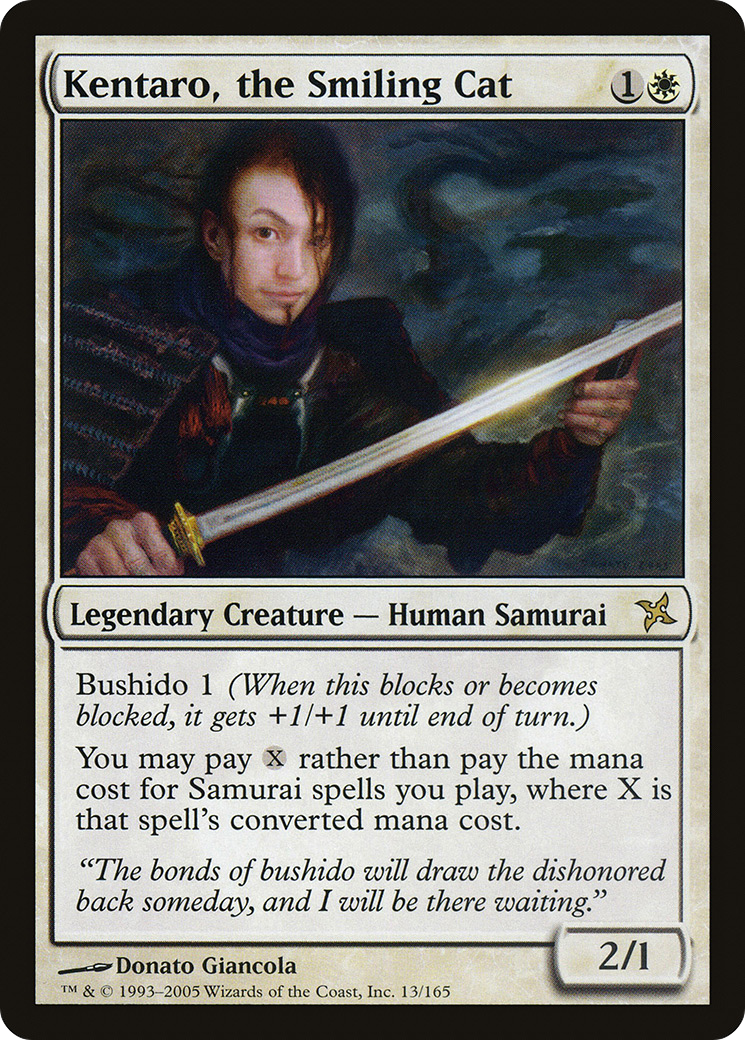 Kentaro, the Smiling Cat 1
Legendary Creature — Human Samurai
Bushido 1 (When this blocks or becomes
blocked, it gets +1/+1 until end of turn.)
You may pay X rather than pay the mana
cost for Samurai spells you play, where X is
that spell's converted mana cost.
“The bonds of bushido will draw the dishonored
back someday, and I will be there waiting.”
2/1
Donato Giancola
™ & © 1993–2005 Wizards of the Coast, Inc. 13/165